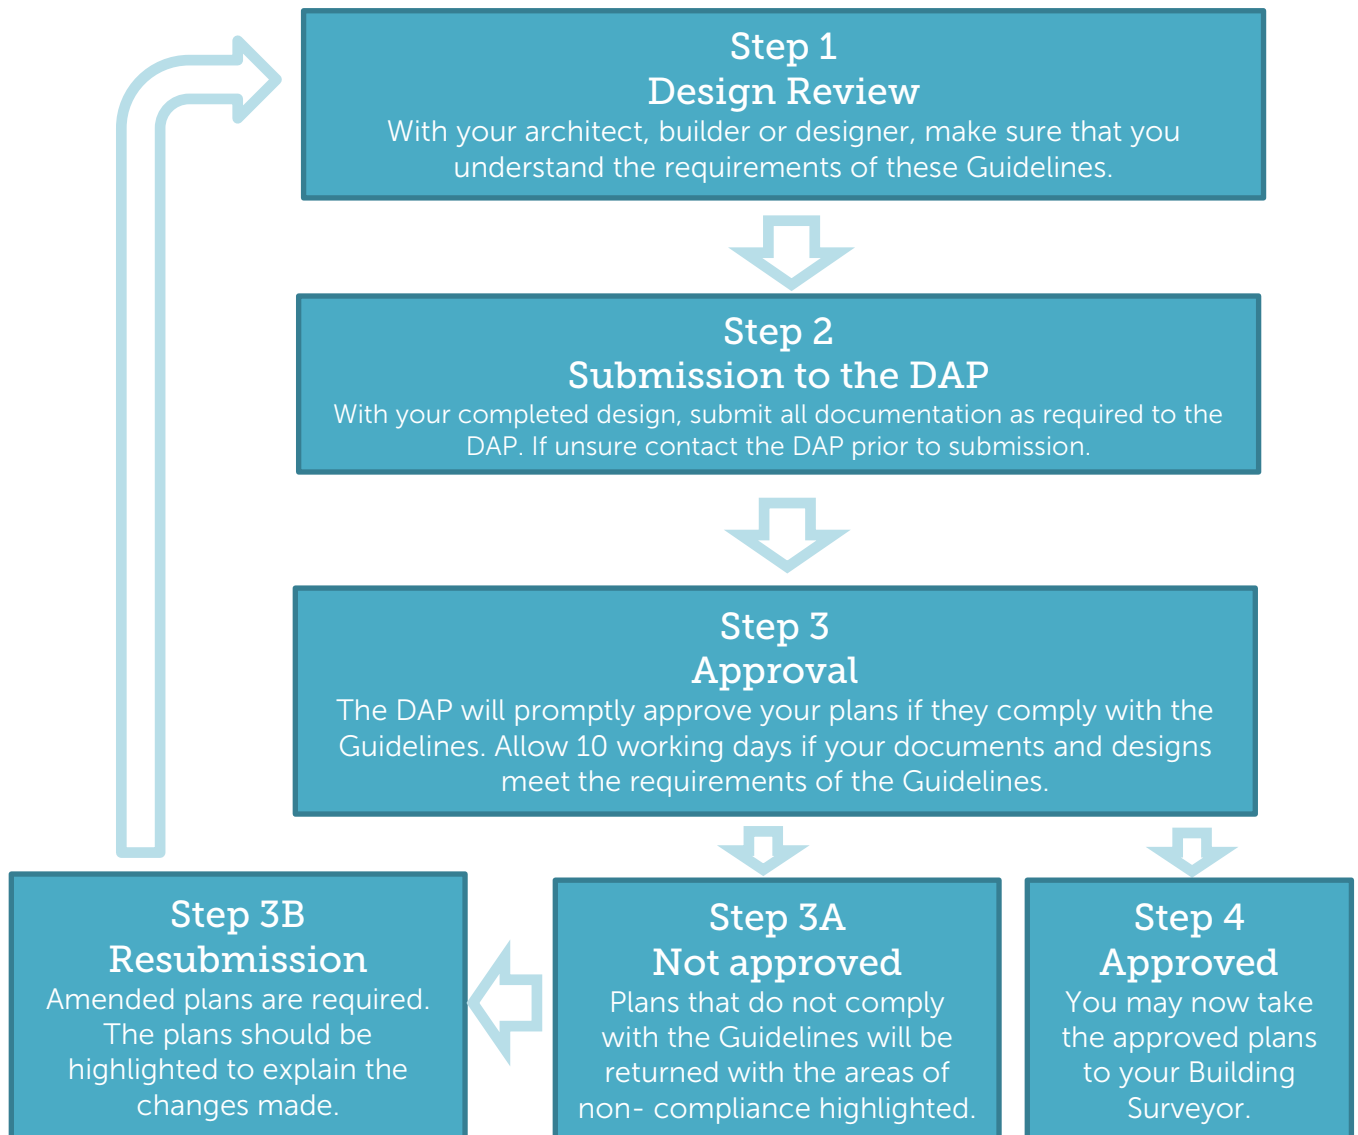 Step 1
Design Review
With your architect, builder or designer, make sure that you
understand the requirements of these Guidelines.
Step 2
Submission to the DAP
With your completed design, submit all documentation as required to the
DAP. If unsure contact the DAP prior to submission.
Step 3
Approval
The DAP will promptly approve your plans if they comply with the
Guidelines. Allow 10 working days if your documents and designs
meet the requirements of the Guidelines.
Step 3B
Resubmission
Amended plans are required.
The plans should be
highlighted to explain the
changes made.
Step 3A
Not approved
Plans that do not comply
with the Guidelines will be
returned with the areas of
non- compliance highlighted.
Step 4
Approved
You may now take
the approved plans
to your Building
Surveyor.